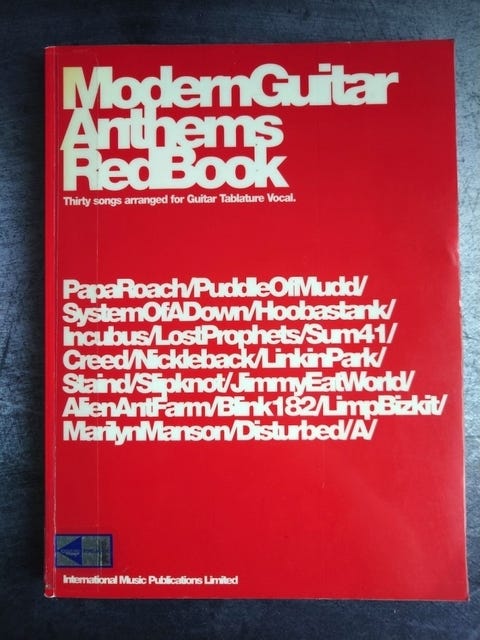 ModernGuitar
Anthems
RedBook
Thirty songs arranged for Guitar Tablature Vocal.
PapaRoach/PuddleOfMudd/
SystemOfADown/Hoobastank/
Incubus/LostProphets/Sum41/
Creed/Nickleback/LinkinPark/
Staind/Slipknot/JimmyEatWorld/
AlienAntFarm/Blink182/LimpBizkit/
MarilynManson/Disturbed/A/
International Music Publications Limited